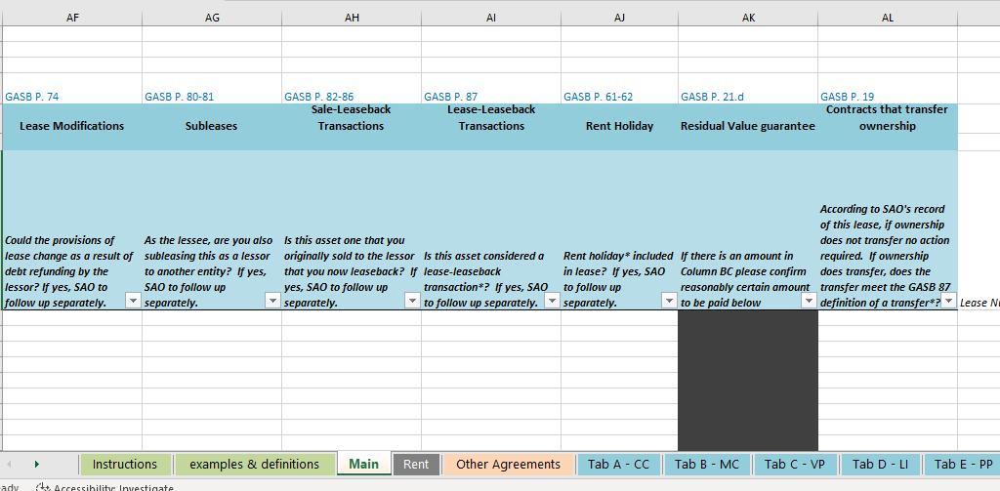 AF AG AH AI AJ AK AL
GASB P. 74 GASB P. 80-81 GASB P. 82-86 GASB P. 87 GASB P. 61-62 GASB P. 21.d GASB P. 19
Lease Modifications
Subleases
Sale-Leaseback
Transactions
Lease-Leaseback
Transactions
Rent Holiday
Residual Value guarantee
Contracts that transfer
ownership
Could the provisions of
lease change as a result of
debt refunding by the
lessor? If yes, SAO to
follow up separately.
As the lessee, are you also
subleasing this as a lessor
to another entity? If yes,
SAO to follow up
separately.
Is this asset one that you
originally sold to the lessor
that you now leaseback? If
yes, SAO to follow up
separately.
Is this asset considered a
lease-leaseback
transaction*? If yes, SAO
to follow up separately.
Rent holiday* included
in lease? If yes, SAO
to follow up
separately.
If there is an amount in
Column BC please confirm
reasonably certain amount
to be paid below
According to SAO's record
of this lease, if ownership
does not transfer no action
required. If ownership
does transfer, does the
transfer meet the GASB 87
definition of a transfer*?
Lease
Instructions examples & definitions Main Rent Other Agreements Tab A - CC Tab B - MC Tab C - VP Tab D - LI Tab E - PP
Accessibility: Investigate